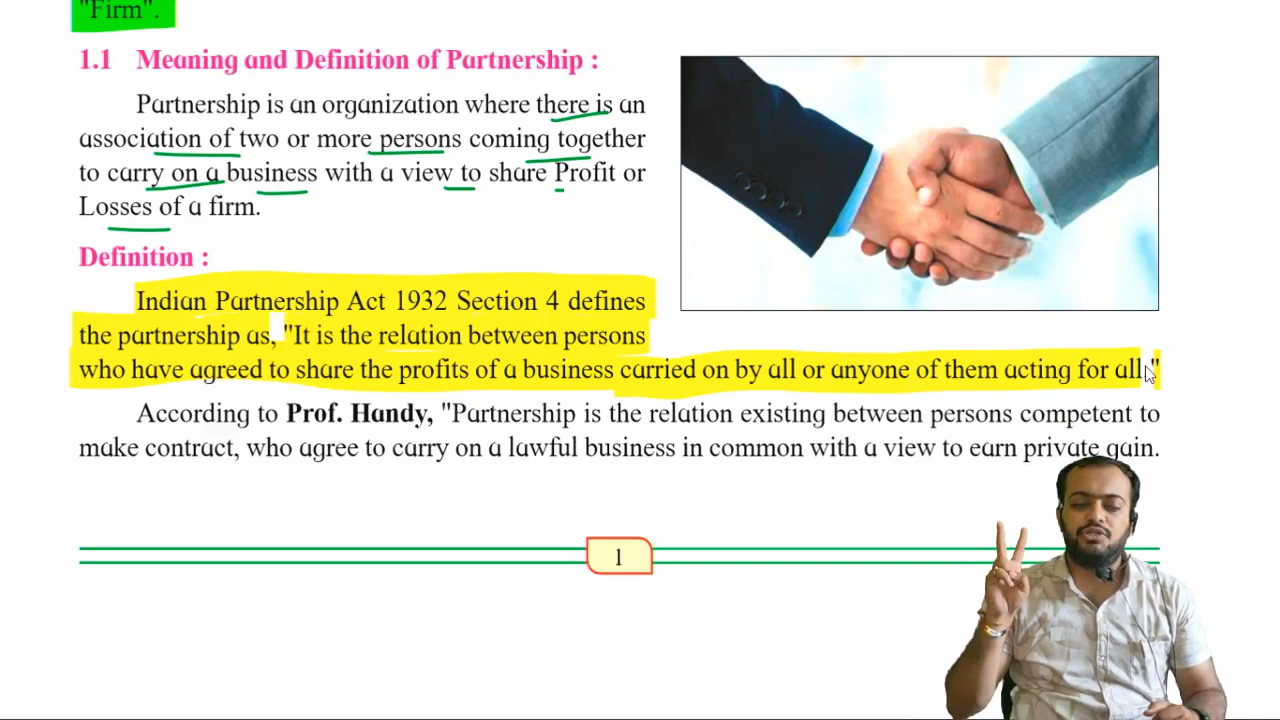 "Firm".
1.1 Meaning and Definition of Partnership :
Partnership is an organization where there is an
association of two or more persons coming together
to carry on a business with a view to share Profit or
Losses of a firm.
Definition :
Indian Partnership Act 1932 Section 4 defines
the partnership as, "It is the relation between persons
who have agreed to share the profits of a business carried on by all or anyone of them acting for all."
According to Prof. Handy, "Partnership is the relation existing between persons competent to
make contract, who agree to carry on a lawful business in common with a view to earn private gain.
1